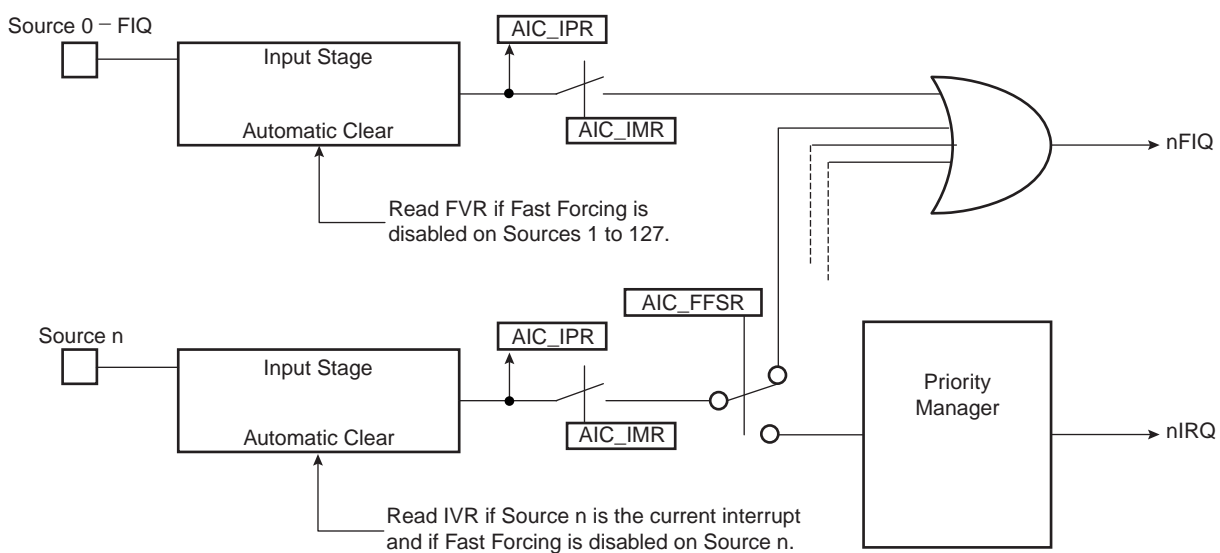 Source 0 – FIQ
Input Stage
Automatic Clear
AIC_IPR
AIC_IMR
nFIQ
Read FVR if Fast Forcing is
disabled on Sources 1 to 127.
AIC_FFSR
Source n
Input Stage
Automatic Clear
AIC_IPR
AIC_IMR
Priority
Manager
nIRQ
Read IVR if Source n is the current interrupt
and if Fast Forcing is disabled on Source n.